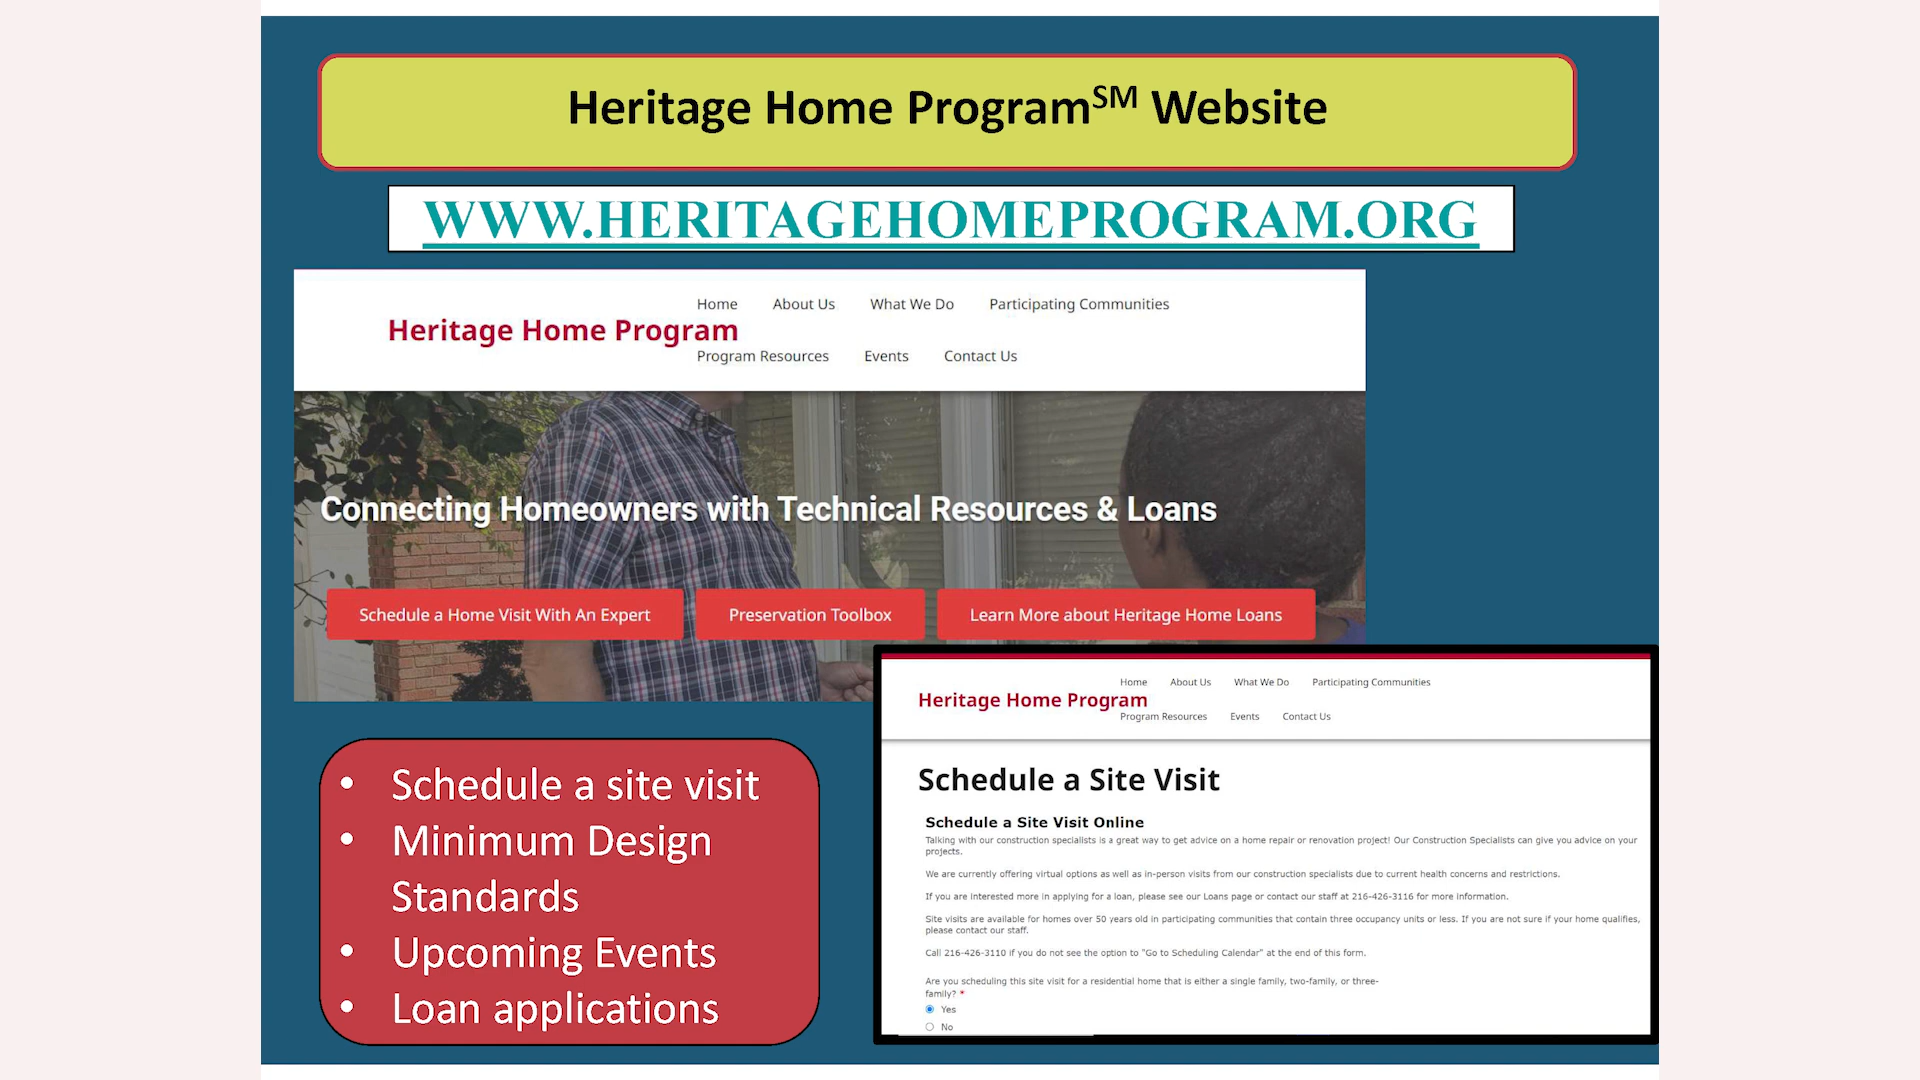 Heritage Home ProgramSM Website
WWW.HERITAGEHOMEPROGRAM.ORG
Home About Us What We Do Participating Communities
Heritage Home Program
Program Resources Events Contact Us
Connecting Homeowners with Technical Resources & Loans
Schedule a Home Visit With An Expert Preservation Toolbox Learn More about Heritage Home Loans
• Schedule a site visit
• Minimum Design
Standards
• Upcoming Events
• Loan applications
Home About Us What We Do Participating Communities
Heritage Home Program
Program Resources Events Contact Us
Schedule a Site Visit
Schedule a Site Visit Online
Talking with our construction specialists is a great way to get advice on a home repair or renovation project! Our Construction Specialists can give you advice on your
projects.
We are currently offering virtual options as well as in-person visits from our construction specialists due to current health concerns and restrictions.
If you are interested more in applying for a loan, please see our Loans page or contact our staff at 216-426-3116 for more information.
Site visits are available for homes over 50 years old in participating communities that contain three occupancy units or less. If you are not sure if your home qualifies,
please contact our staff.
Call 216-426-3110 if you do not see the option to "Go to Scheduling Calendar" at the end of this form.
Are you scheduling this site visit for a residential home that is either a single family, two-family, or three-
family? *
Yes
No